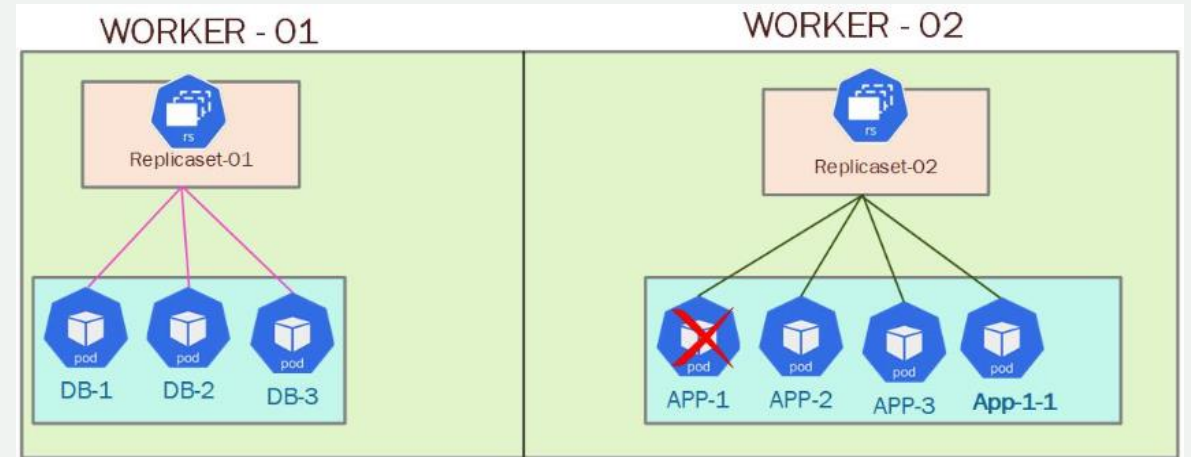 WORKER - 01
rs
Replicaset-01
pod
DB-1
pod
DB-2
pod
DB-3
WORKER - 02
rs
Replicaset-02
pod
APP-1
pod
APP-2
pod
APP-3
pod
App-1-1